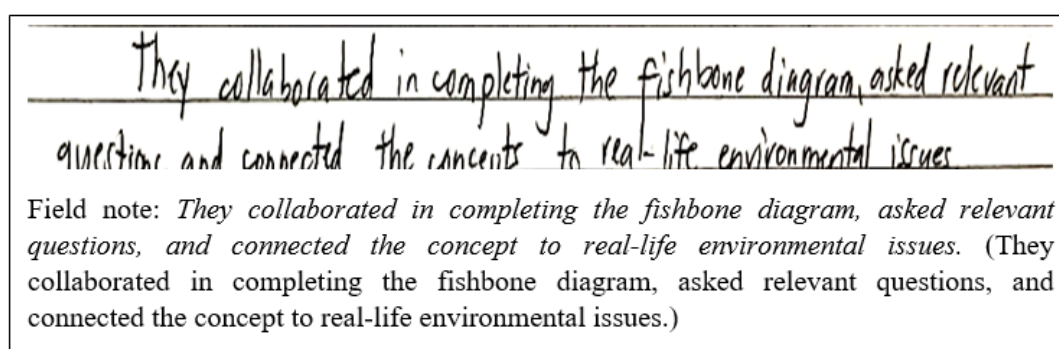 They collaborated in completing the fishbone diagram, asked relevant
questions and connected the concepts to real-life environmental issues
Field note: They collaborated in completing the fishbone diagram, asked relevant
questions, and connected the concept to real-life environmental issues. (They
collaborated in completing the fishbone diagram, asked relevant questions, and
connected the concept to real-life environmental issues.)